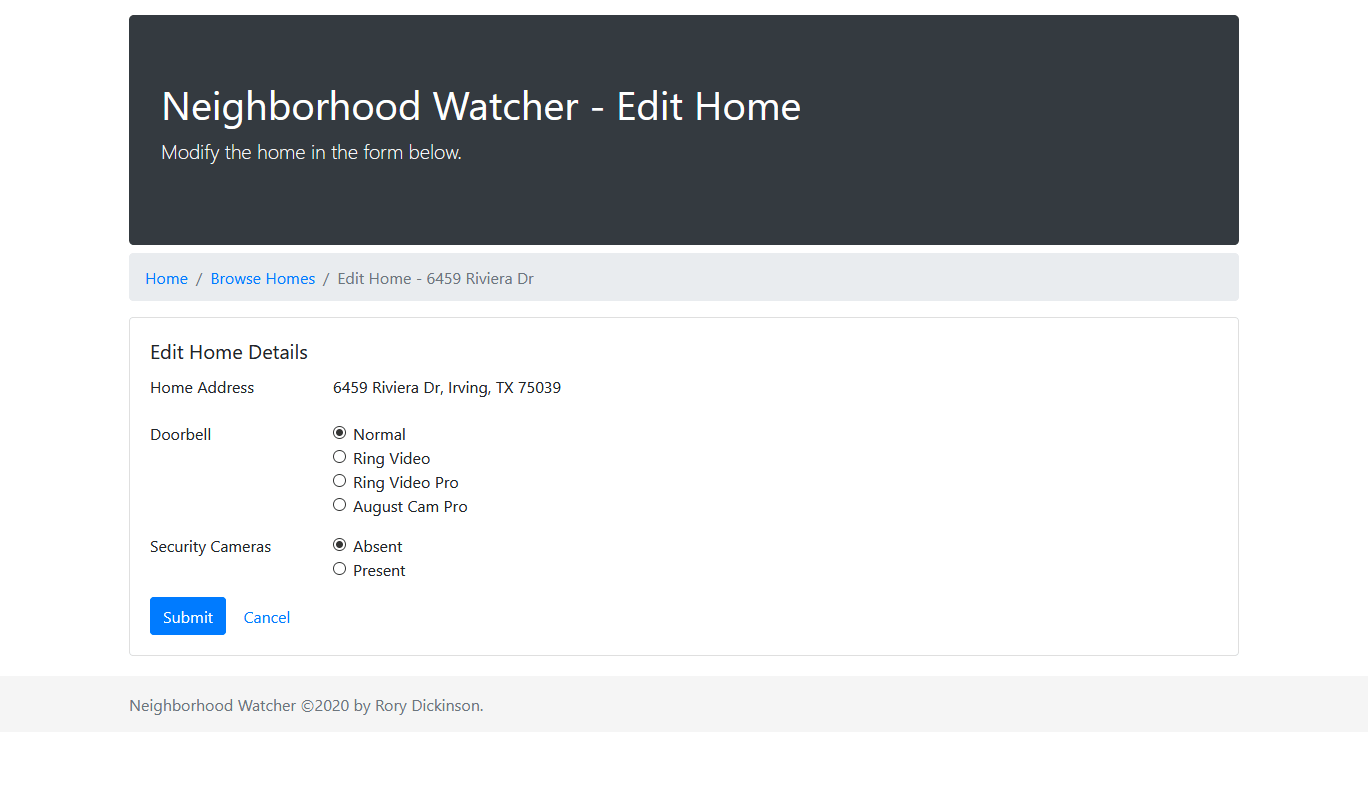 Neighborhood Watcher - Edit Home
Modify the home in the form below.
Home / Browse Homes / Edit Home - 6459 Riviera Dr
Edit Home Details
Home Address 6459 Riviera Dr, Irving, TX 75039
Doorbell Normal
Ring Video
Ring Video Pro
August Cam Pro
Security Cameras Absent
Present
Submit Cancel
Neighborhood Watcher ©2020 by Rory Dickinson.